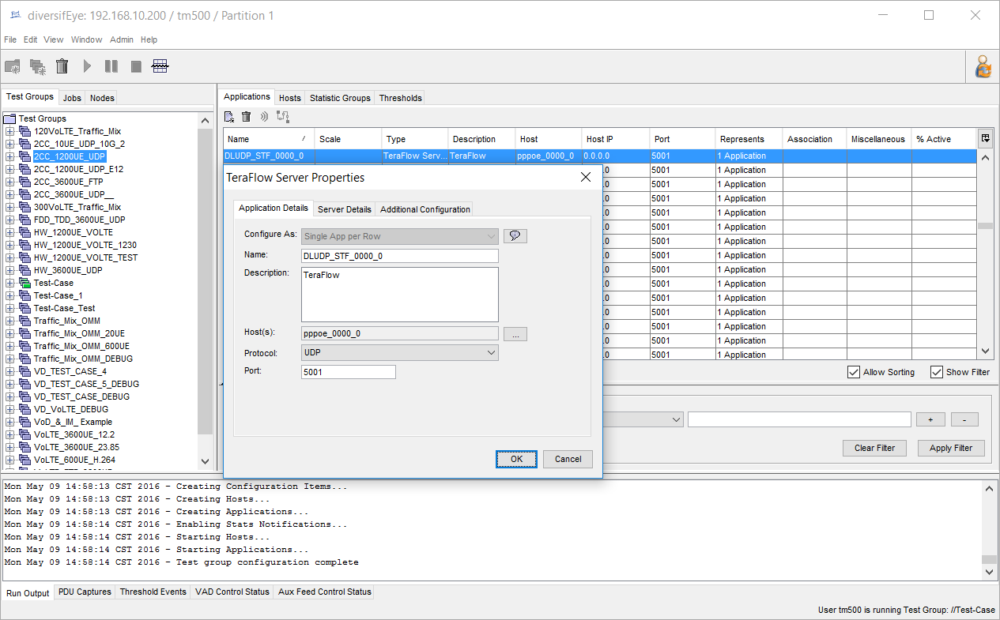 diversifEye: 192.168.10.200 / tm500 / Partition 1
File Edit View Window Admin Help
Test Groups Jobs Nodes
Test Groups
120VoLTE_Traffic_Mix
2CC_10UE_UDP_10G_2
2CC_1200UE_UDP
2CC_1200UE_UDP_E12
2CC_3600UE_FTP
2CC_3600UE_UDP__
300VoLTE_Traffic_Mix
FDD_TDD_3600UE_UDP
HW_1200UE_VOLTE
HW_1200UE_VOLTE_1230
HW_1200UE_VOLTE_TEST
HW_3600UE_UDP
Test-Case
Test-Case_1
Test-Case_Test
Traffic_Mix_OMM
Traffic_Mix_OMM_20UE
Traffic_Mix_OMM_600UE
Traffic_Mix_OMM_DEBUG
VD_TEST_CASE_4
VD_TEST_CASE_5_DEBUG
VD_TEST_CASE_DEBUG
VD_VoLTE_DEBUG
VoD_&_IM_ Example
VoLTE_3600UE_12.2
VoLTE_3600UE_23.85
VoLTE_600UE_H.264
Applications Hosts Statistic Groups Thresholds
Name Scale Type Description Host Host IP Port Represents Association Miscellaneous % Active
DLUDP_STF_0000_0 TeraFlow Serv... TeraFlow pppoe_0000_0 0.0.0.0 5001 1 Application
.0 5001 1 Application
.0 5001 1 Application
.0 5001 1 Application
.0 5001 1 Application
.0 5001 1 Application
.0 5001 1 Application
.0 5001 1 Application
.0 5001 1 Application
.0 5001 1 Application
.0 5001 1 Application
.0 5001 1 Application
.0 5001 1 Application
.0 5001 1 Application
.0 5001 1 Application
Allow Sorting Show Filter
+ -
Clear Filter Apply Filter
TeraFlow Server Properties
Application Details Server Details Additional Configuration
Configure As: Single App per Row
Name: DLUDP_STF_0000_0
Description: TeraFlow
Host(s): pppoe_0000_0 ...
Protocol: UDP
Port: 5001
OK Cancel
Mon May 09 14:58:13 CST 2016 - Creating Configuration Items...
Mon May 09 14:58:13 CST 2016 - Creating Hosts...
Mon May 09 14:58:13 CST 2016 - Creating Applications...
Mon May 09 14:58:14 CST 2016 - Enabling Stats Notifications...
Mon May 09 14:58:14 CST 2016 - Starting Hosts...
Mon May 09 14:58:14 CST 2016 - Starting Applications...
Mon May 09 14:58:14 CST 2016 - Test group configuration complete
Run Output PDU Captures Threshold Events VAD Control Status Aux Feed Control Status
User tm500 is running Test Group: //Test-Case